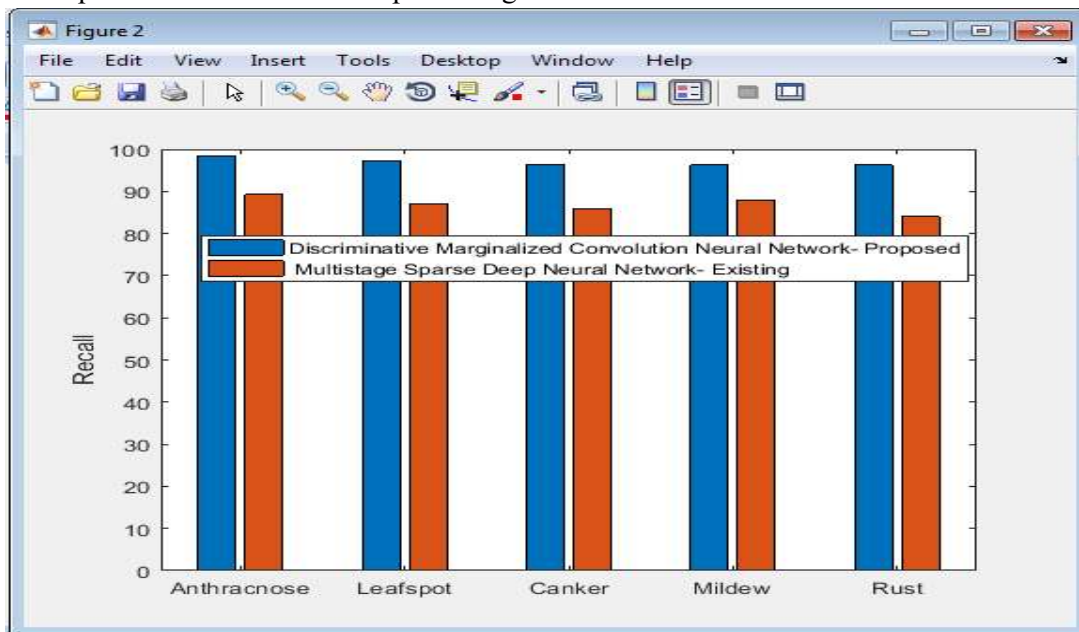 Figure 2
File Edit View Insert Tools Desktop Window Help
100
90
80
70
60
50
40
30
20
10
0
Recall
Discriminative Marginalized Convolution Neural Network- Proposed
Multistage Sparse Deep Neural Network- Existing
Anthracnose Leafspot Canker Mildew Rust